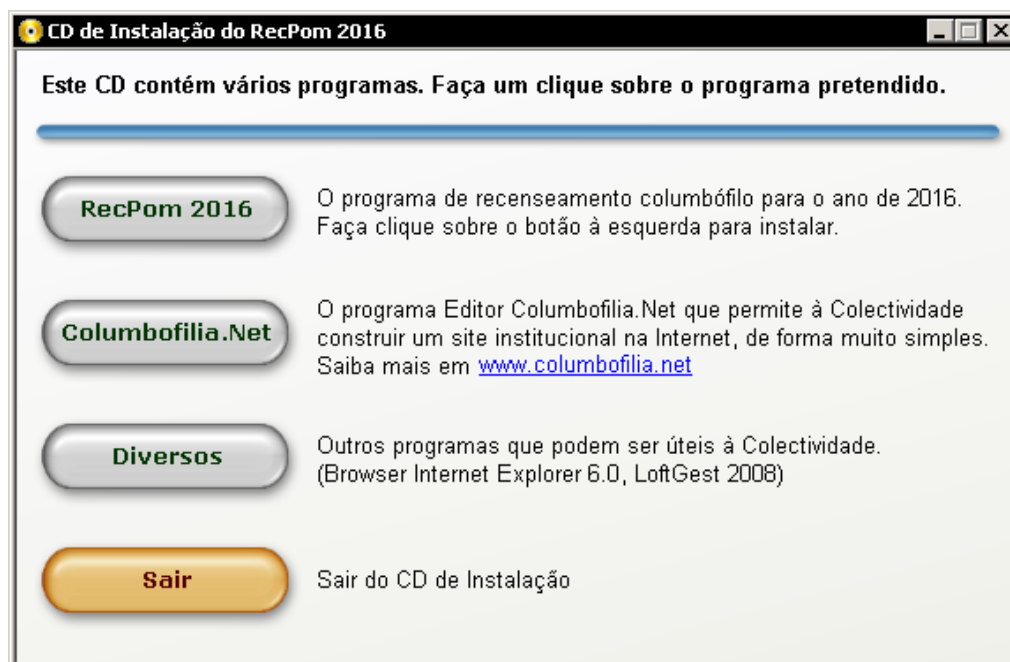 CD de Instalação do RecPom 2016
Este CD contém vários programas. Faça um clique sobre o programa pretendido.
RecPom 2016
O programa de recenseamento columbófilo para o ano de 2016.
Faça clique sobre o botão à esquerda para instalar.
Columbofilia.Net
O programa Editor Columbofilia.Net que permite à Colectividade
construir um site institucional na Internet, de forma muito simples.
Saiba mais em www.columbofilia.net
Diversos
Outros programas que podem ser úteis à Colectividade.
(Browser Internet Explorer 6.0, LoftGest 2008)
Sair
Sair do CD de Instalação